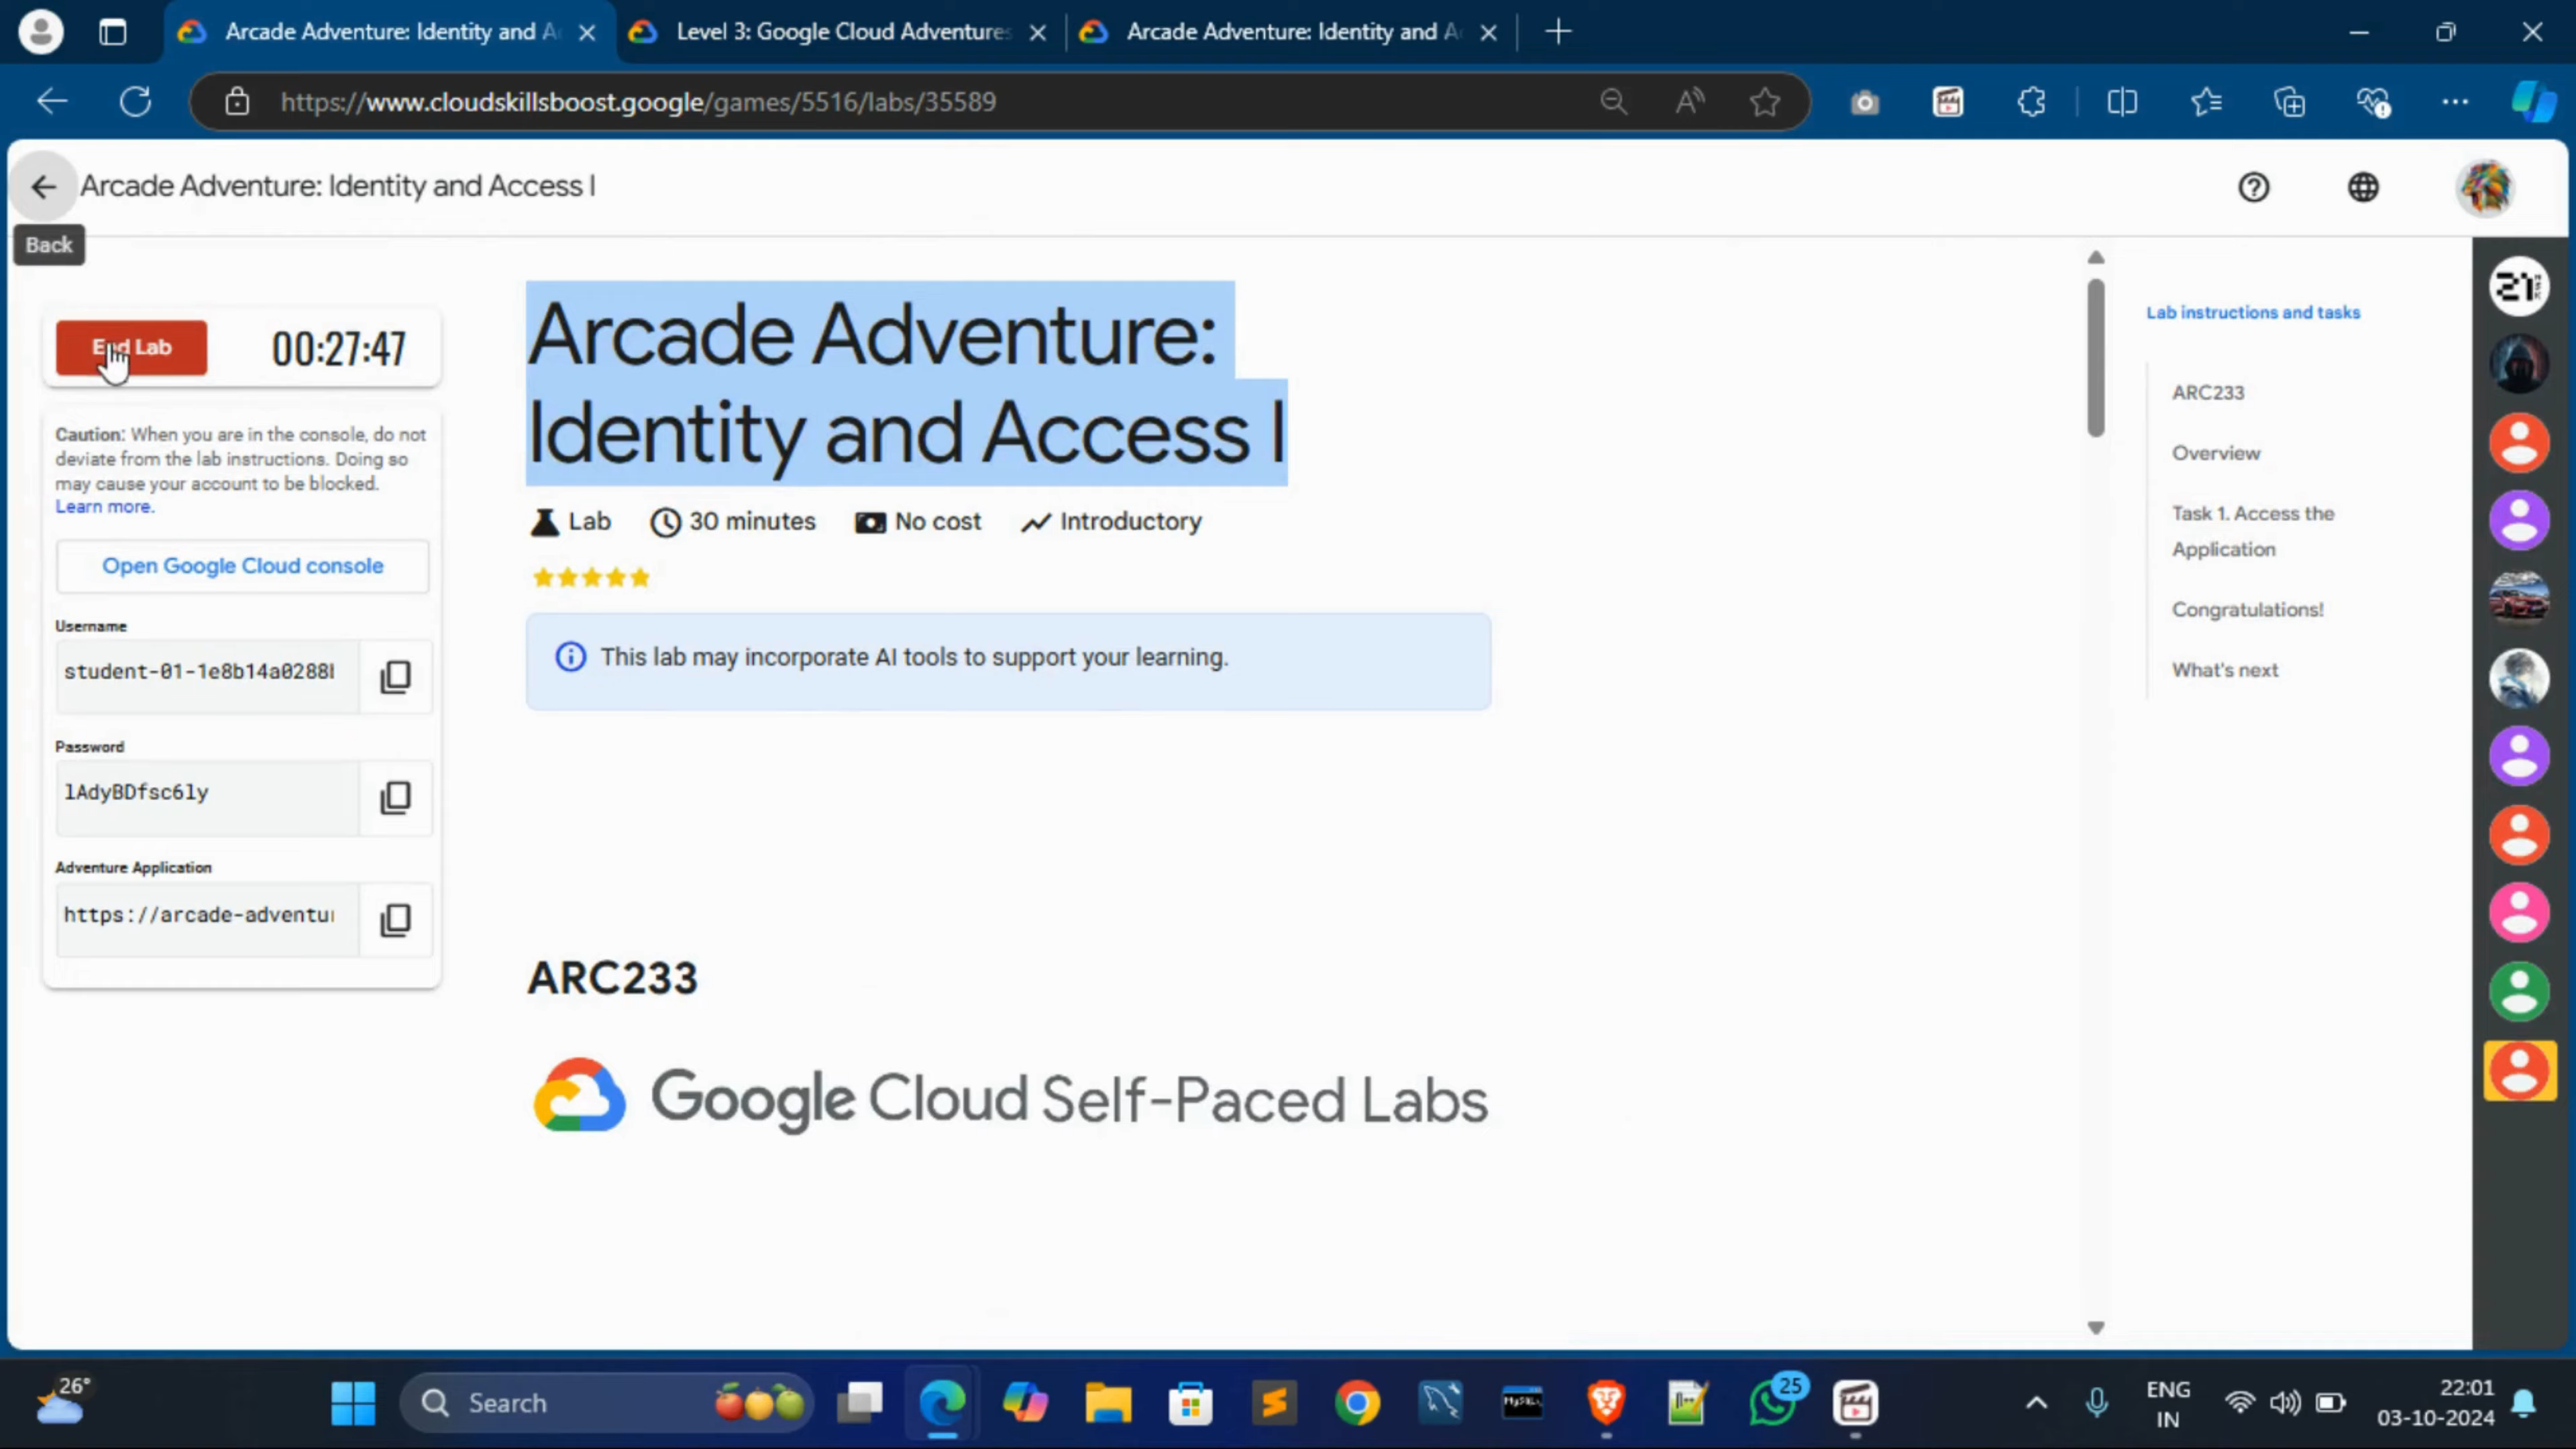 Arcade Adventure: Identity and A
Level 3: Google Cloud Adventures
Arcade Adventure: Identity and A
https://www.cloudskillsboost.google/games/5516/labs/35589
Arcade Adventure: Identity and Access I
Back
End Lab
00:27:47
Caution: When you are in the console, do not
deviate from the lab instructions. Doing so
may cause your account to be blocked.
Learn more.
Open Google Cloud console
Username
student-01-1e8b14a0288
Password
lAdyBDfsc6ly
Adventure Application
https://arcade-adventu
Arcade Adventure:
Identity and Access I
Lab
30 minutes
No cost
Introductory
This lab may incorporate AI tools to support your learning.
ARC233
Google Cloud Self-Paced Labs
Lab instructions and tasks
ARC233
Overview
Task 1. Access the
Application
Congratulations!
What's next
26°
Search
25
ENG
IN
22:01
03-10-2024